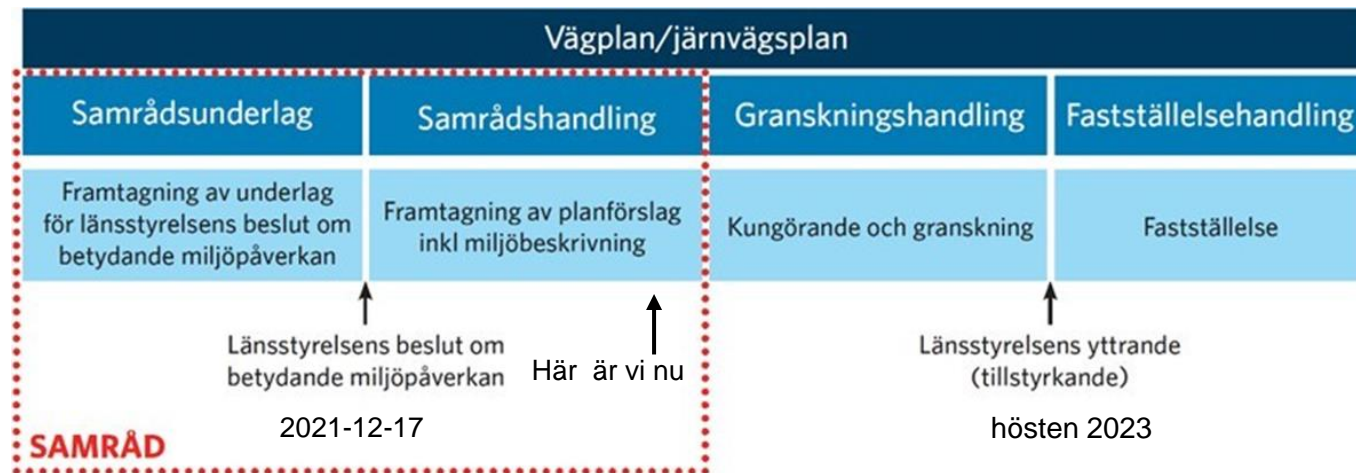 Vägplan/järnvägsplan
Samrådsunderlag
Samrådshandling
Granskningshandling
Fastställelsehandling
Framtagning av underlag
för länsstyrelsens beslut om
betydande miljöpåverkan
Framtagning av planförslag
inkl miljöbeskrivning
Kungörande och granskning
Fastställelse
Länsstyrelsens beslut om
betydande miljöpåverkan
Här är vi nu
Länsstyrelsens yttrande
(tillstyrkande)
2021-12-17
hösten 2023
SAMRÅD